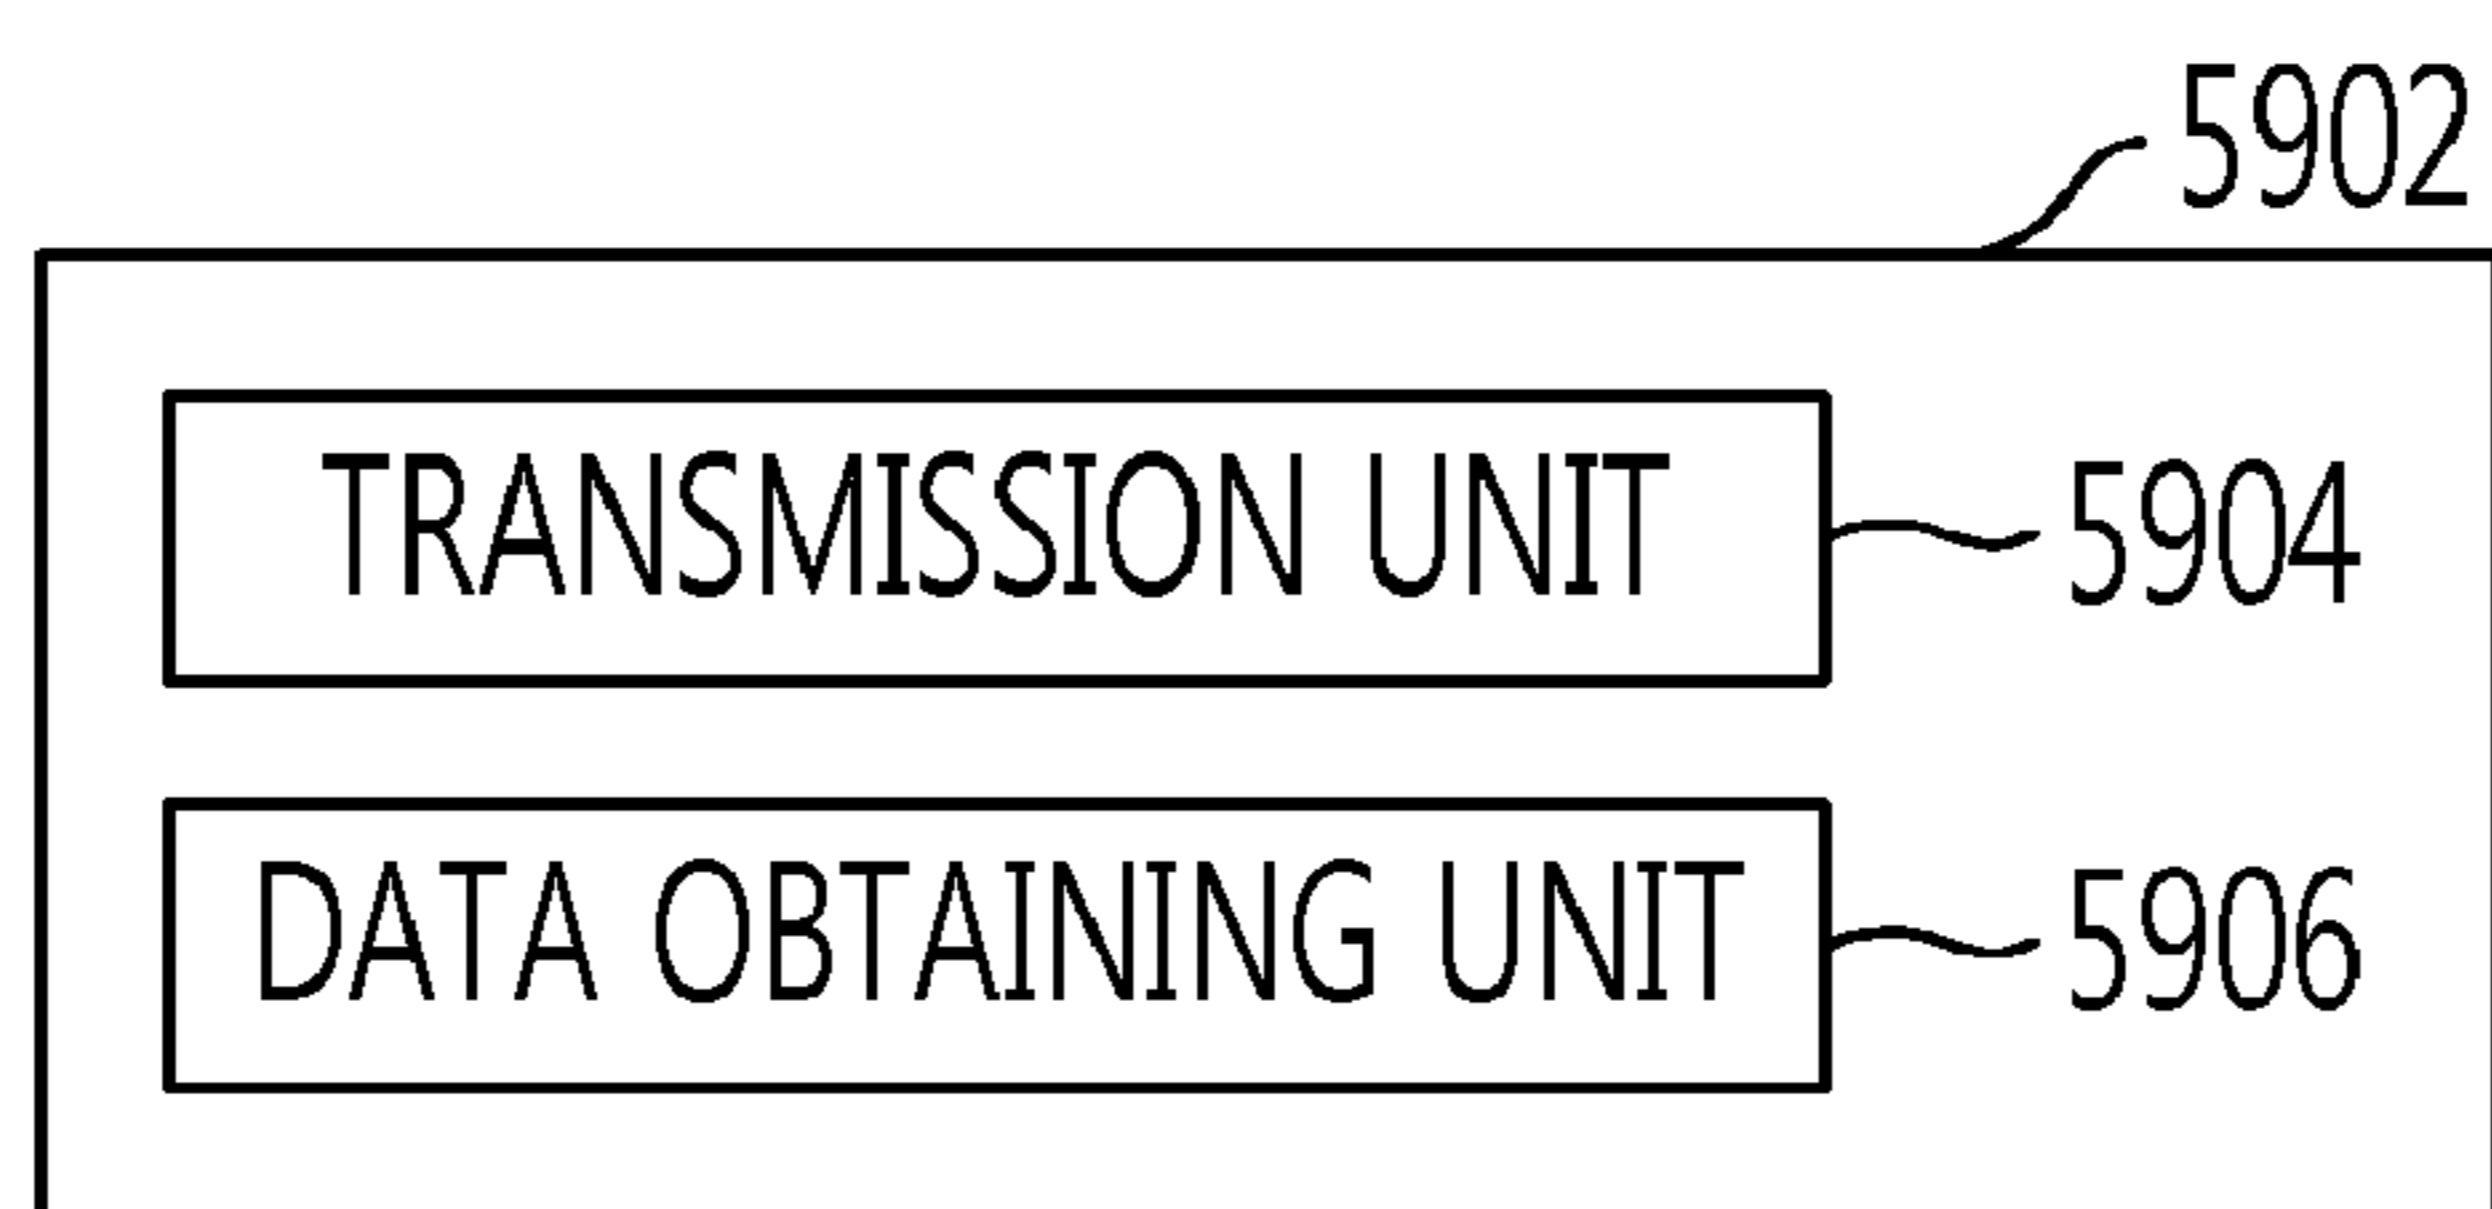 5902
TRANSMISSION UNIT
5904
DATA OBTAINING UNIT
5906